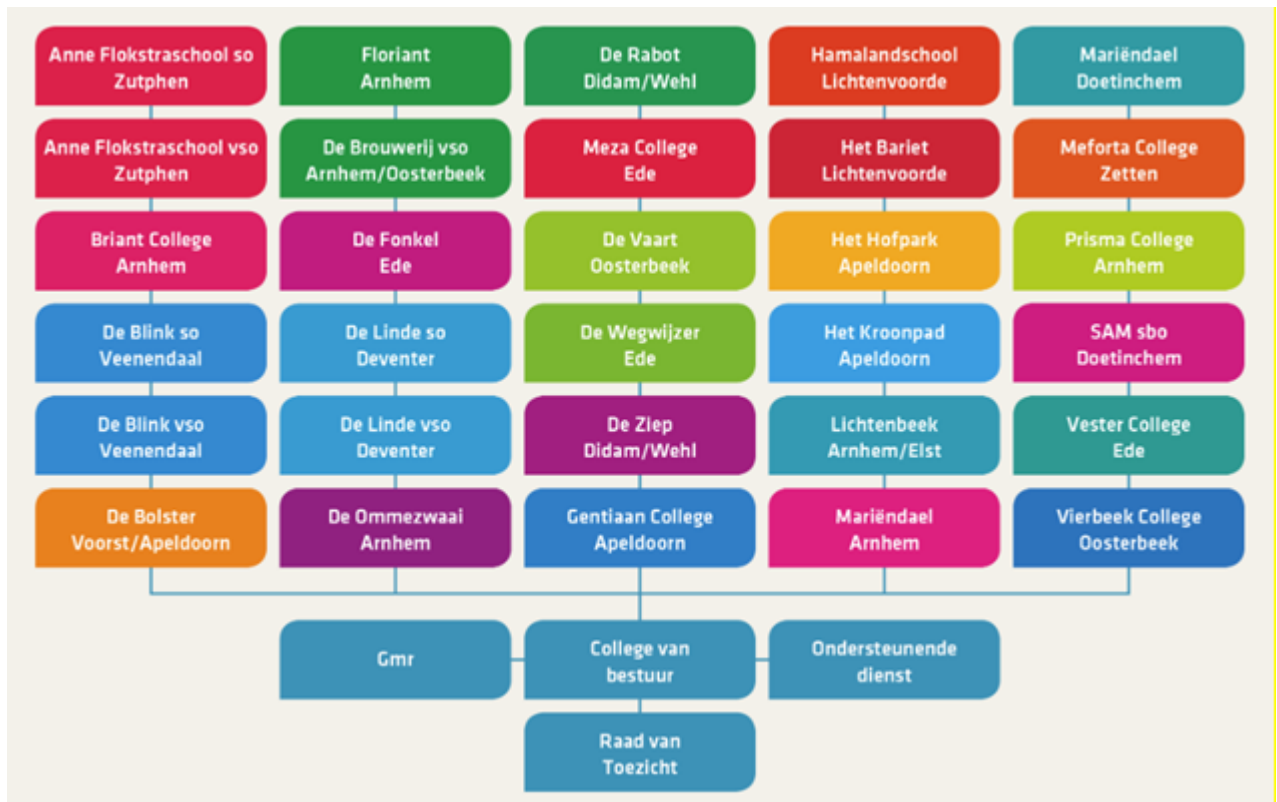 Anne Flokstraschool so
Zutphen
Floriant
Arnhem
De Rabot
Didam/Wehl
Hamalandschool
Lichtenvoorde
Mariëndael
Doetinchem
Anne Flokstraschool vso
Zutphen
De Brouwerij vso
Arnhem/Oosterbeek
Meza College
Ede
Het Bariet
Lichtenvoorde
Meforta College
Zetten
Briant College
Arnhem
De Fonkel
Ede
De Vaart
Oosterbeek
Het Hofpark
Apeldoorn
Prisma College
Arnhem
De Blink so
Veenendaal
De Linde so
Deventer
De Wegwijzer
Ede
Het Kroonpad
Apeldoorn
SAM sbo
Doetinchem
De Blink vso
Veenendaal
De Linde vso
Deventer
De Ziep
Didam/Wehl
Lichtenbeek
Arnhem/Elst
Vester College
Ede
De Bolster
Voorst/Apeldoorn
De Ommezwaai
Arnhem
Gentiaan College
Apeldoorn
Mariëndael
Arnhem
Vierbeek College
Oosterbeek
Gmr
College van
bestuur
Ondersteunende
dienst
Raad van
Toezicht